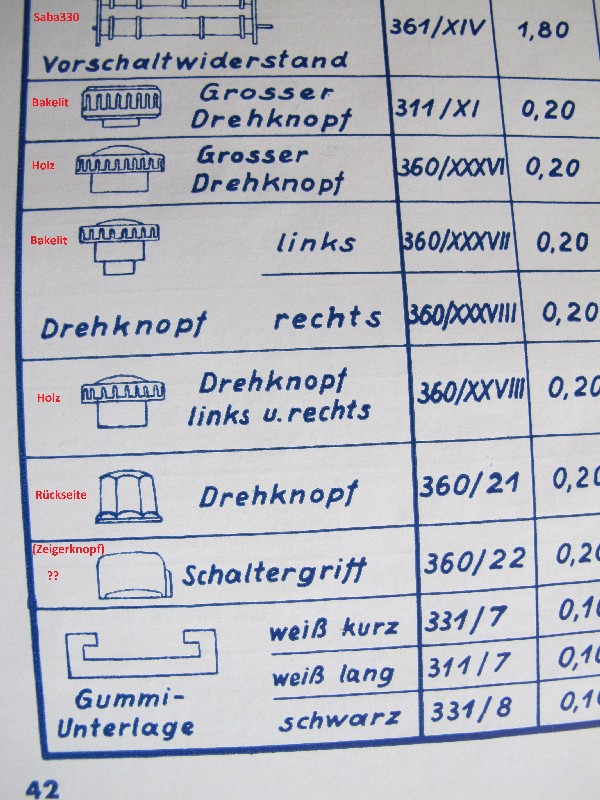 Saba330
Vorschaltwiderstand 361/XIV 1,80
Bakelit Grosser
Drehknopf 311/XI 0,20
Holz Grosser
Drehknopf 360/XXXVI 0,20
Bakelit links 360/XXXVII 0,20
Drehknopf rechts 360/XXXVIII 0,20
Holz Drehknopf
links u. rechts 360/XXVIII 0,20
Rückseite Drehknopf 360/21 0,20
(Zeigerknopf)
?? Schaltergriff 360/22 0,20
weiß kurz 331/7 0,10
Gummi-
Unterlage
weiß lang 311/7 0,10
schwarz 331/8 0,10
42